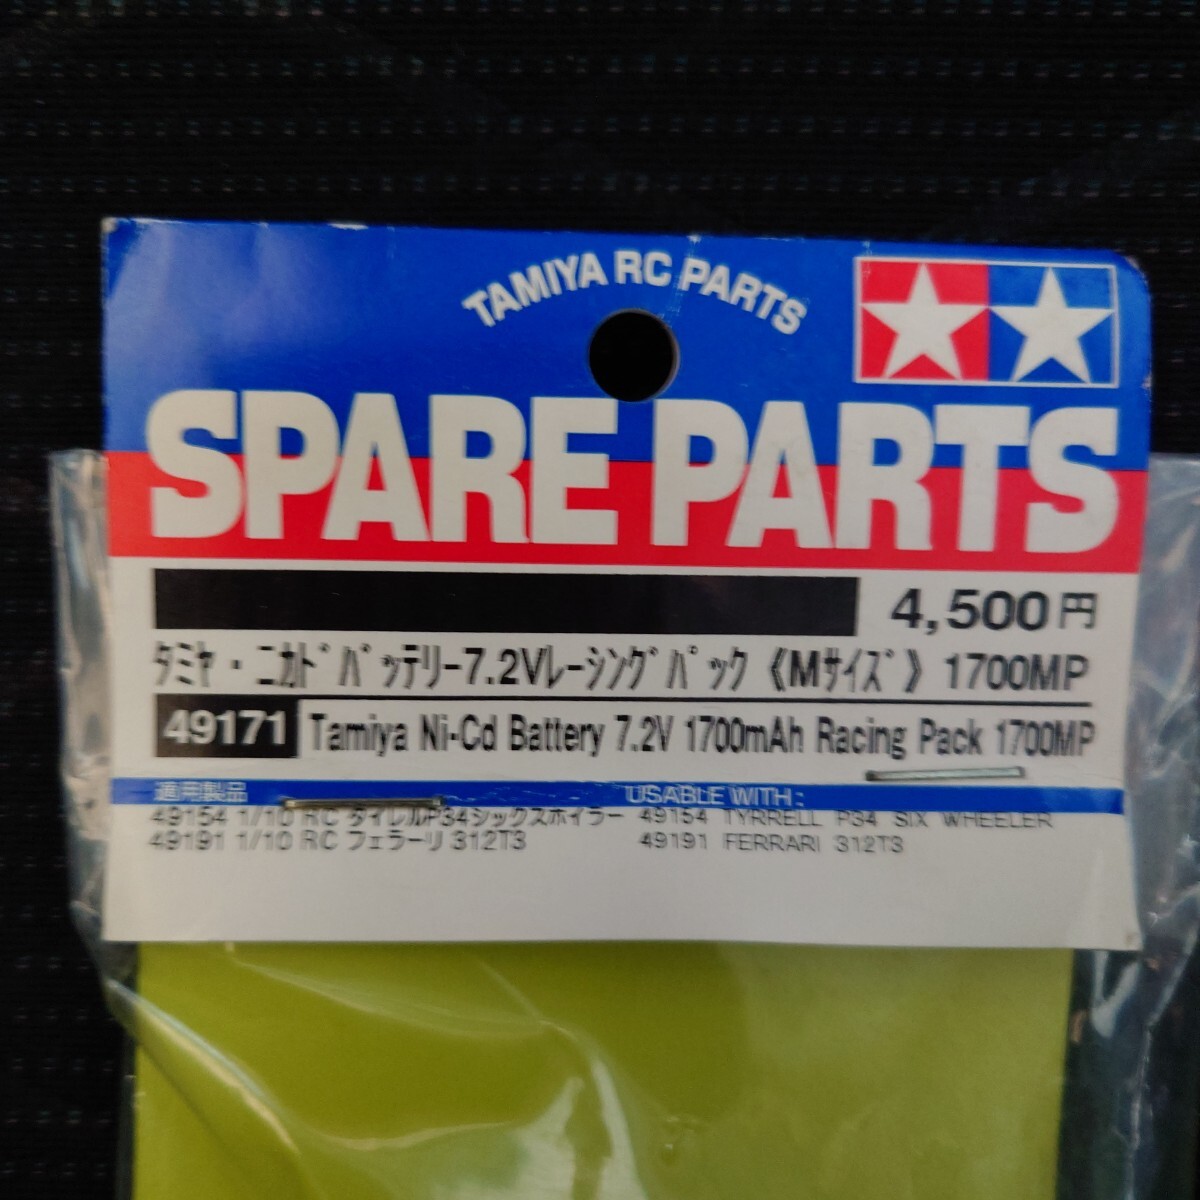 TAMIYA RC PARTS
SPARE PARTS
4,500円
タミヤ・ニカドバッテリー7.2Vレーシングパック《Mサイズ》 1700MP
49171 Tamiya Ni-Cd Battery 7.2V 1700mAh Racing Pack 1700MP
適用製品
49154 1/10 RC タイレルP34シックスホイラー
49191 1/10 RC フェラーリ 312T3
USABLE WITH:
49154 TYRRELL P34 SIX WHEELER
49191 FERRARI 312T3